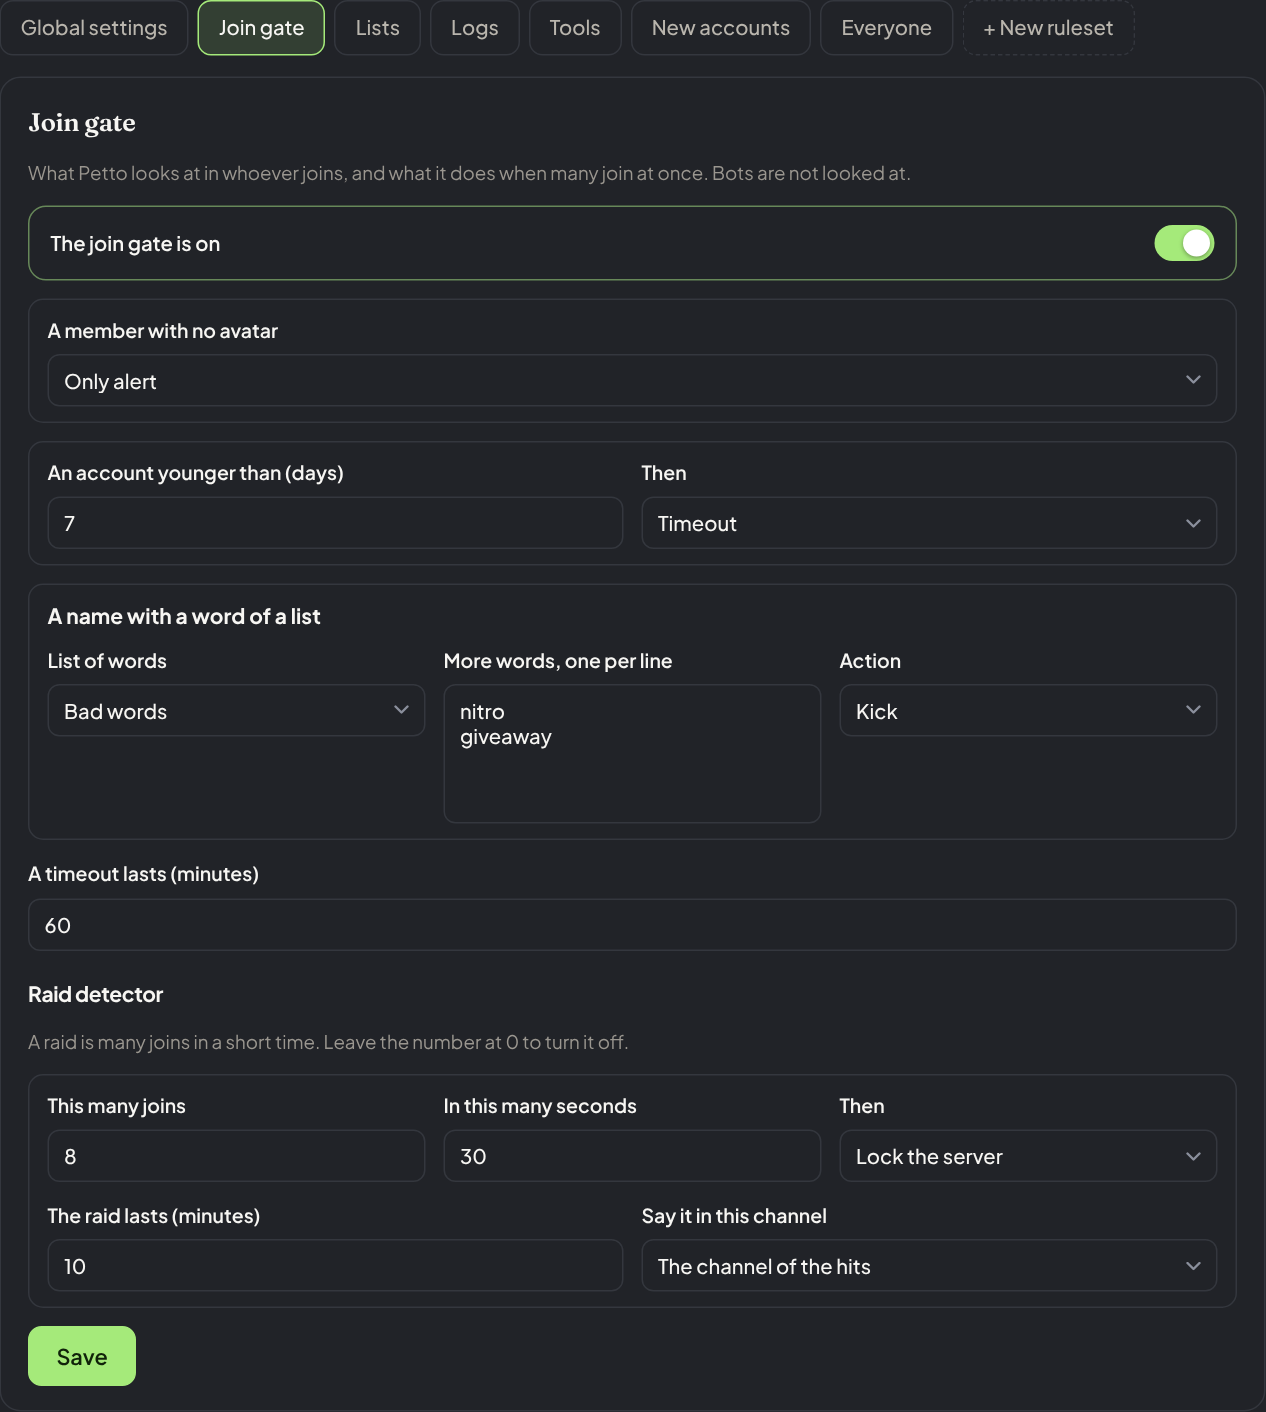 Global settings
Join gate
Lists
Logs
Tools
New accounts
Everyone
+ New ruleset
Join gate
What Petto looks at in whoever joins, and what it does when many join at once. Bots are not looked at.
The join gate is on
A member with no avatar
Only alert
An account younger than (days)
Then
7
Timeout
A name with a word of a list
List of words
More words, one per line
Action
Bad words
nitro
giveaway
Kick
A timeout lasts (minutes)
60
Raid detector
A raid is many joins in a short time. Leave the number at 0 to turn it off.
This many joins
In this many seconds
Then
8
30
Lock the server
The raid lasts (minutes)
Say it in this channel
10
The channel of the hits
Save